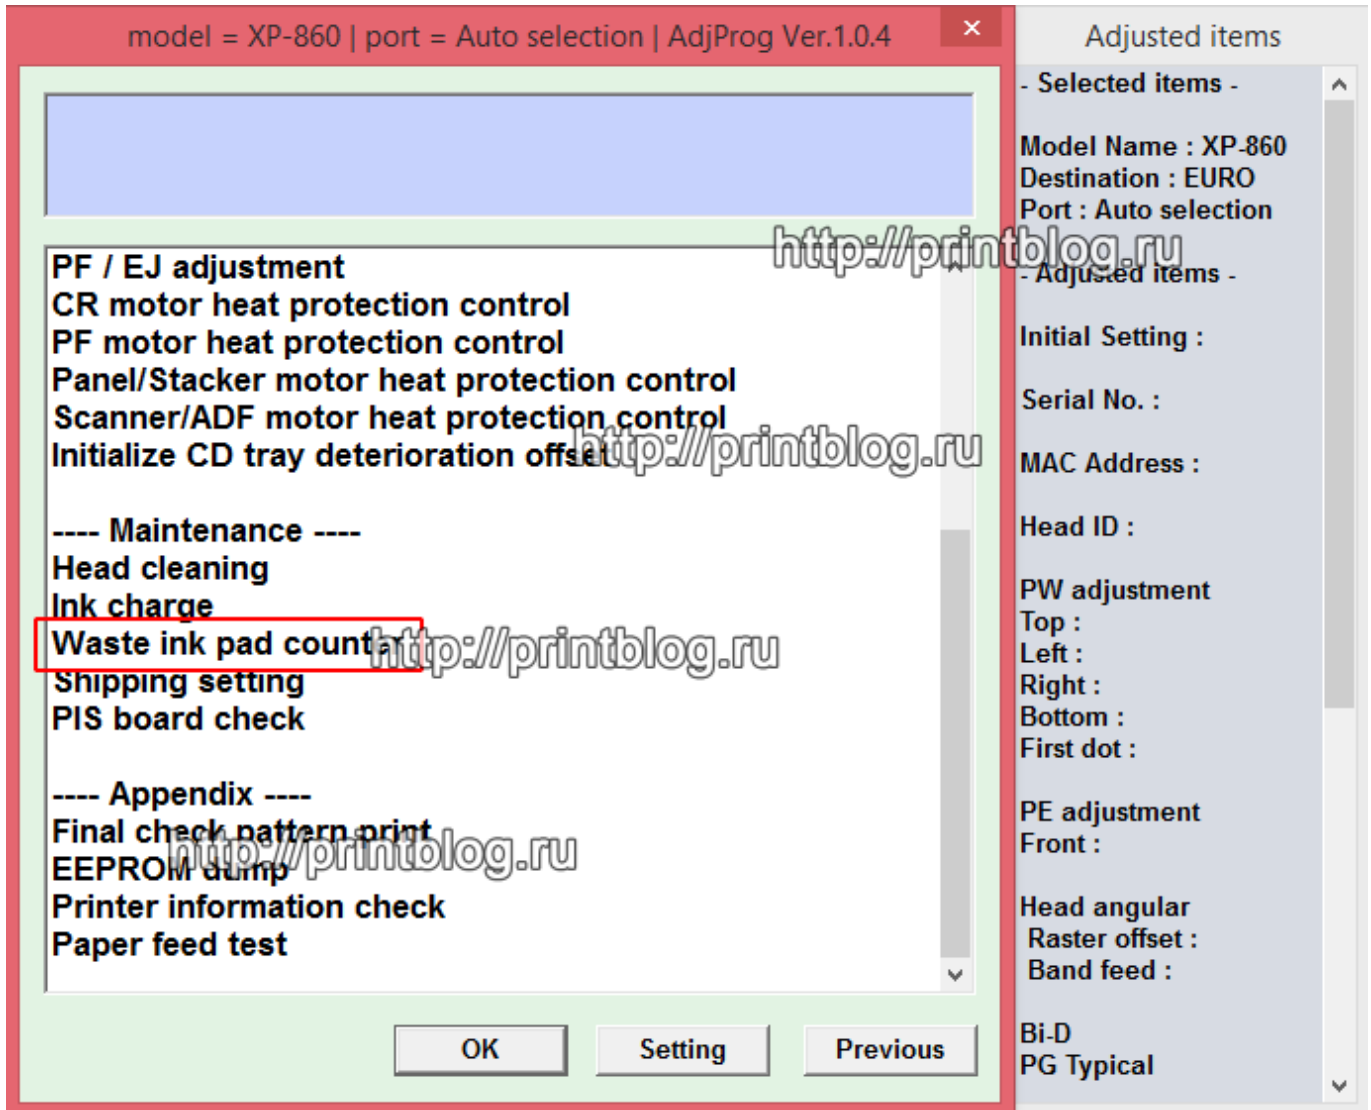 model = XP-860 | port = Auto selection | AdjProg Ver.1.0.4
PF / EJ adjustment
CR motor heat protection control
PF motor heat protection control
Panel/Stacker motor heat protection control
Scanner/ADF motor heat protection control
Initialize CD tray deterioration offset
---- Maintenance ----
Head cleaning
Ink charge
Waste ink pad counter
Shipping setting
PIS board check
---- Appendix ----
Final check pattern print
EEPROM dump
Printer information check
Paper feed test
OK
Setting
Previous
Adjusted items
- Selected items -
Model Name : XP-860
Destination : EURO
Port : Auto selection
- Adjusted items -
Initial Setting :
Serial No. :
MAC Address :
Head ID :
PW adjustment
Top :
Left :
Right :
Bottom :
First dot :
PE adjustment
Front :
Head angular
Raster offset :
Band feed :
Bi-D
PG Typical
http://printblog.ru
http://printblog.ru
http://printblog.ru
http://printblog.ru